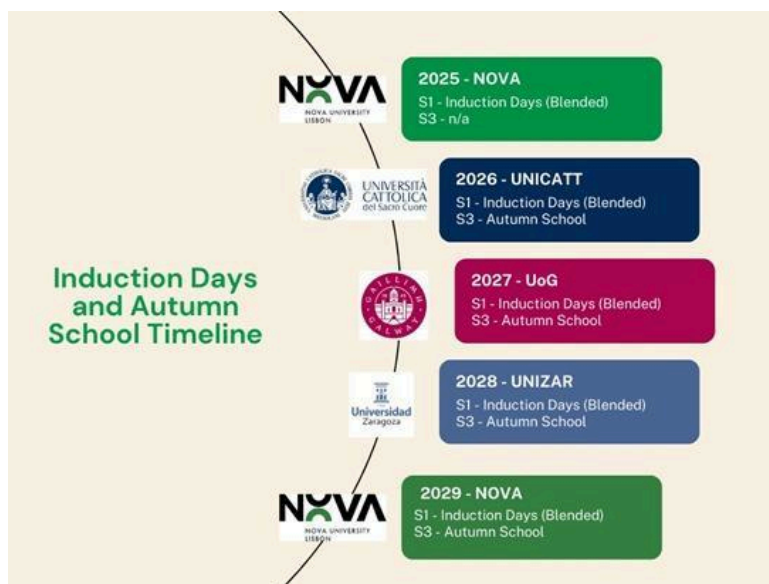 NOVA
NOVA UNIVERSITY
LISBON
2025 - NOVA
S1 - Induction Days (Blended)
S3 - n/a
UNIVERSITÀ
CATTOLICA
del Sacro Cuore
2026 - UNICATT
S1 - Induction Days (Blended)
S3 - Autumn School
Induction Days
and Autumn
School Timeline
GAILLIMH
GALWAY
2027 - UoG
S1 - Induction Days (Blended)
S3 - Autumn School
Universidad
Zaragoza
2028 - UNIZAR
S1 - Induction Days (Blended)
S3 - Autumn School
NOVA
NOVA UNIVERSITY
LISBON
2029 - NOVA
S1 - Induction Days (Blended)
S3 - Autumn School